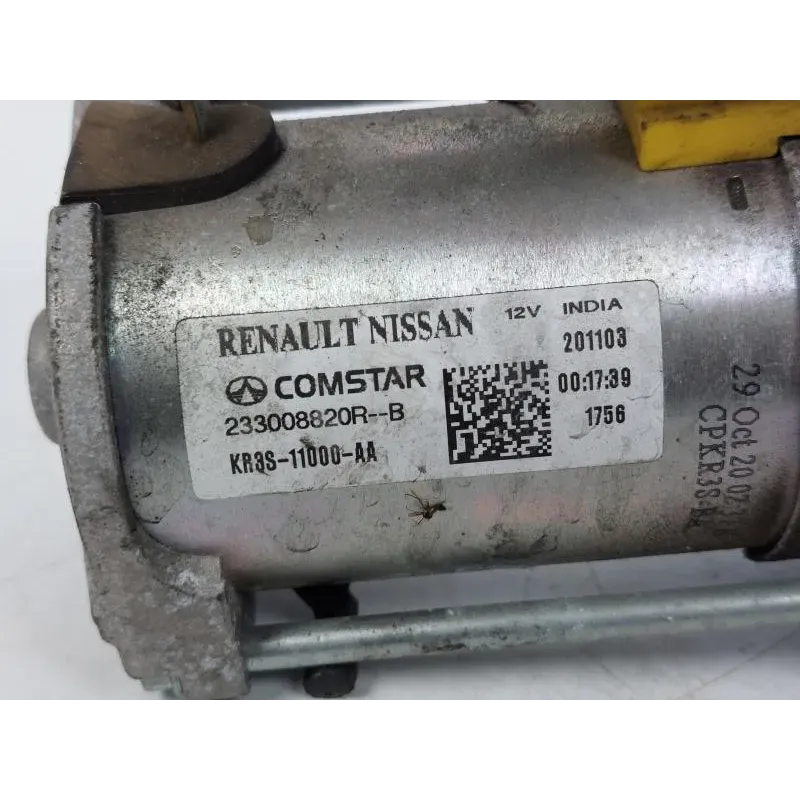 RENAULT NISSAN 12V INDIA
201103
COMSTAR
00:17:39
233008820R--B
1756
KR3S-11000-AA
29 Oct 20